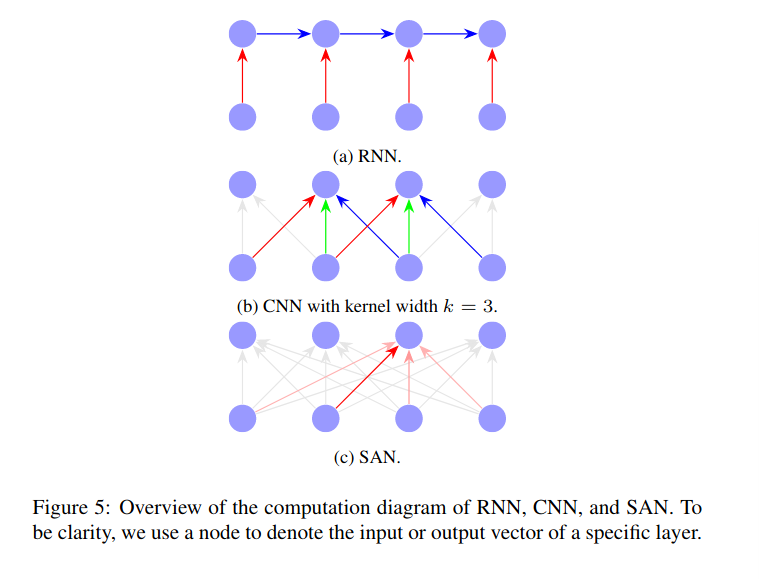 (a) RNN.
(b) CNN with kernel width k = 3.
(c) SAN.
Figure 5: Overview of the computation diagram of RNN, CNN, and SAN. To
be clarity, we use a node to denote the input or output vector of a specific layer.